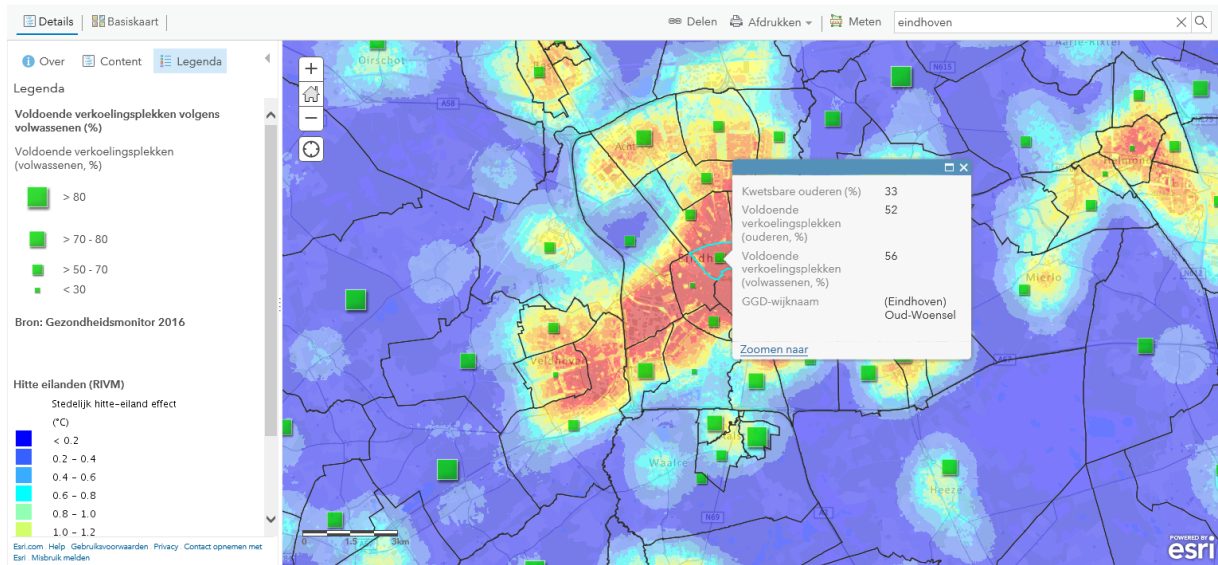 Details
Basiskaart
Delen
Afdrukken
Meten
eindhoven
Over
Content
Legenda
Legenda
Voldoende verkoelingsplekken volgens
volwassenen (%)
Voldoende verkoelingsplekken
(volwassenen, %)
> 80
> 70 - 80
> 50 - 70
< 30
Bron: Gezondheidsmonitor 2016
Hitte eilanden (RIVM)
Stedelijk hitte-eiland effect
(°C)
< 0.2
0.2 - 0.4
0.4 - 0.6
0.6 - 0.8
0.8 - 1.0
1.0 - 1.2
Esri.com Help Gebruiksvoorwaarden Privacy Contact opnemen met
Esri Misbruik melden
Oirschot
Aarle-Rixtel
N615
A58
Acht
Helmond
Eindh
Mierlo
Veldhoven
Waalre
Heeze
N69
A2
A67
Kwetsbare ouderen (%) 33
Voldoende 52
verkoelingsplekken
(ouderen, %)
Voldoende 56
verkoelingsplekken
(volwassenen, %)
GGD-wijknaam (Eindhoven)
Oud-Woensel
Zoomen naar
0 1.5 3km
POWERED BY
esri